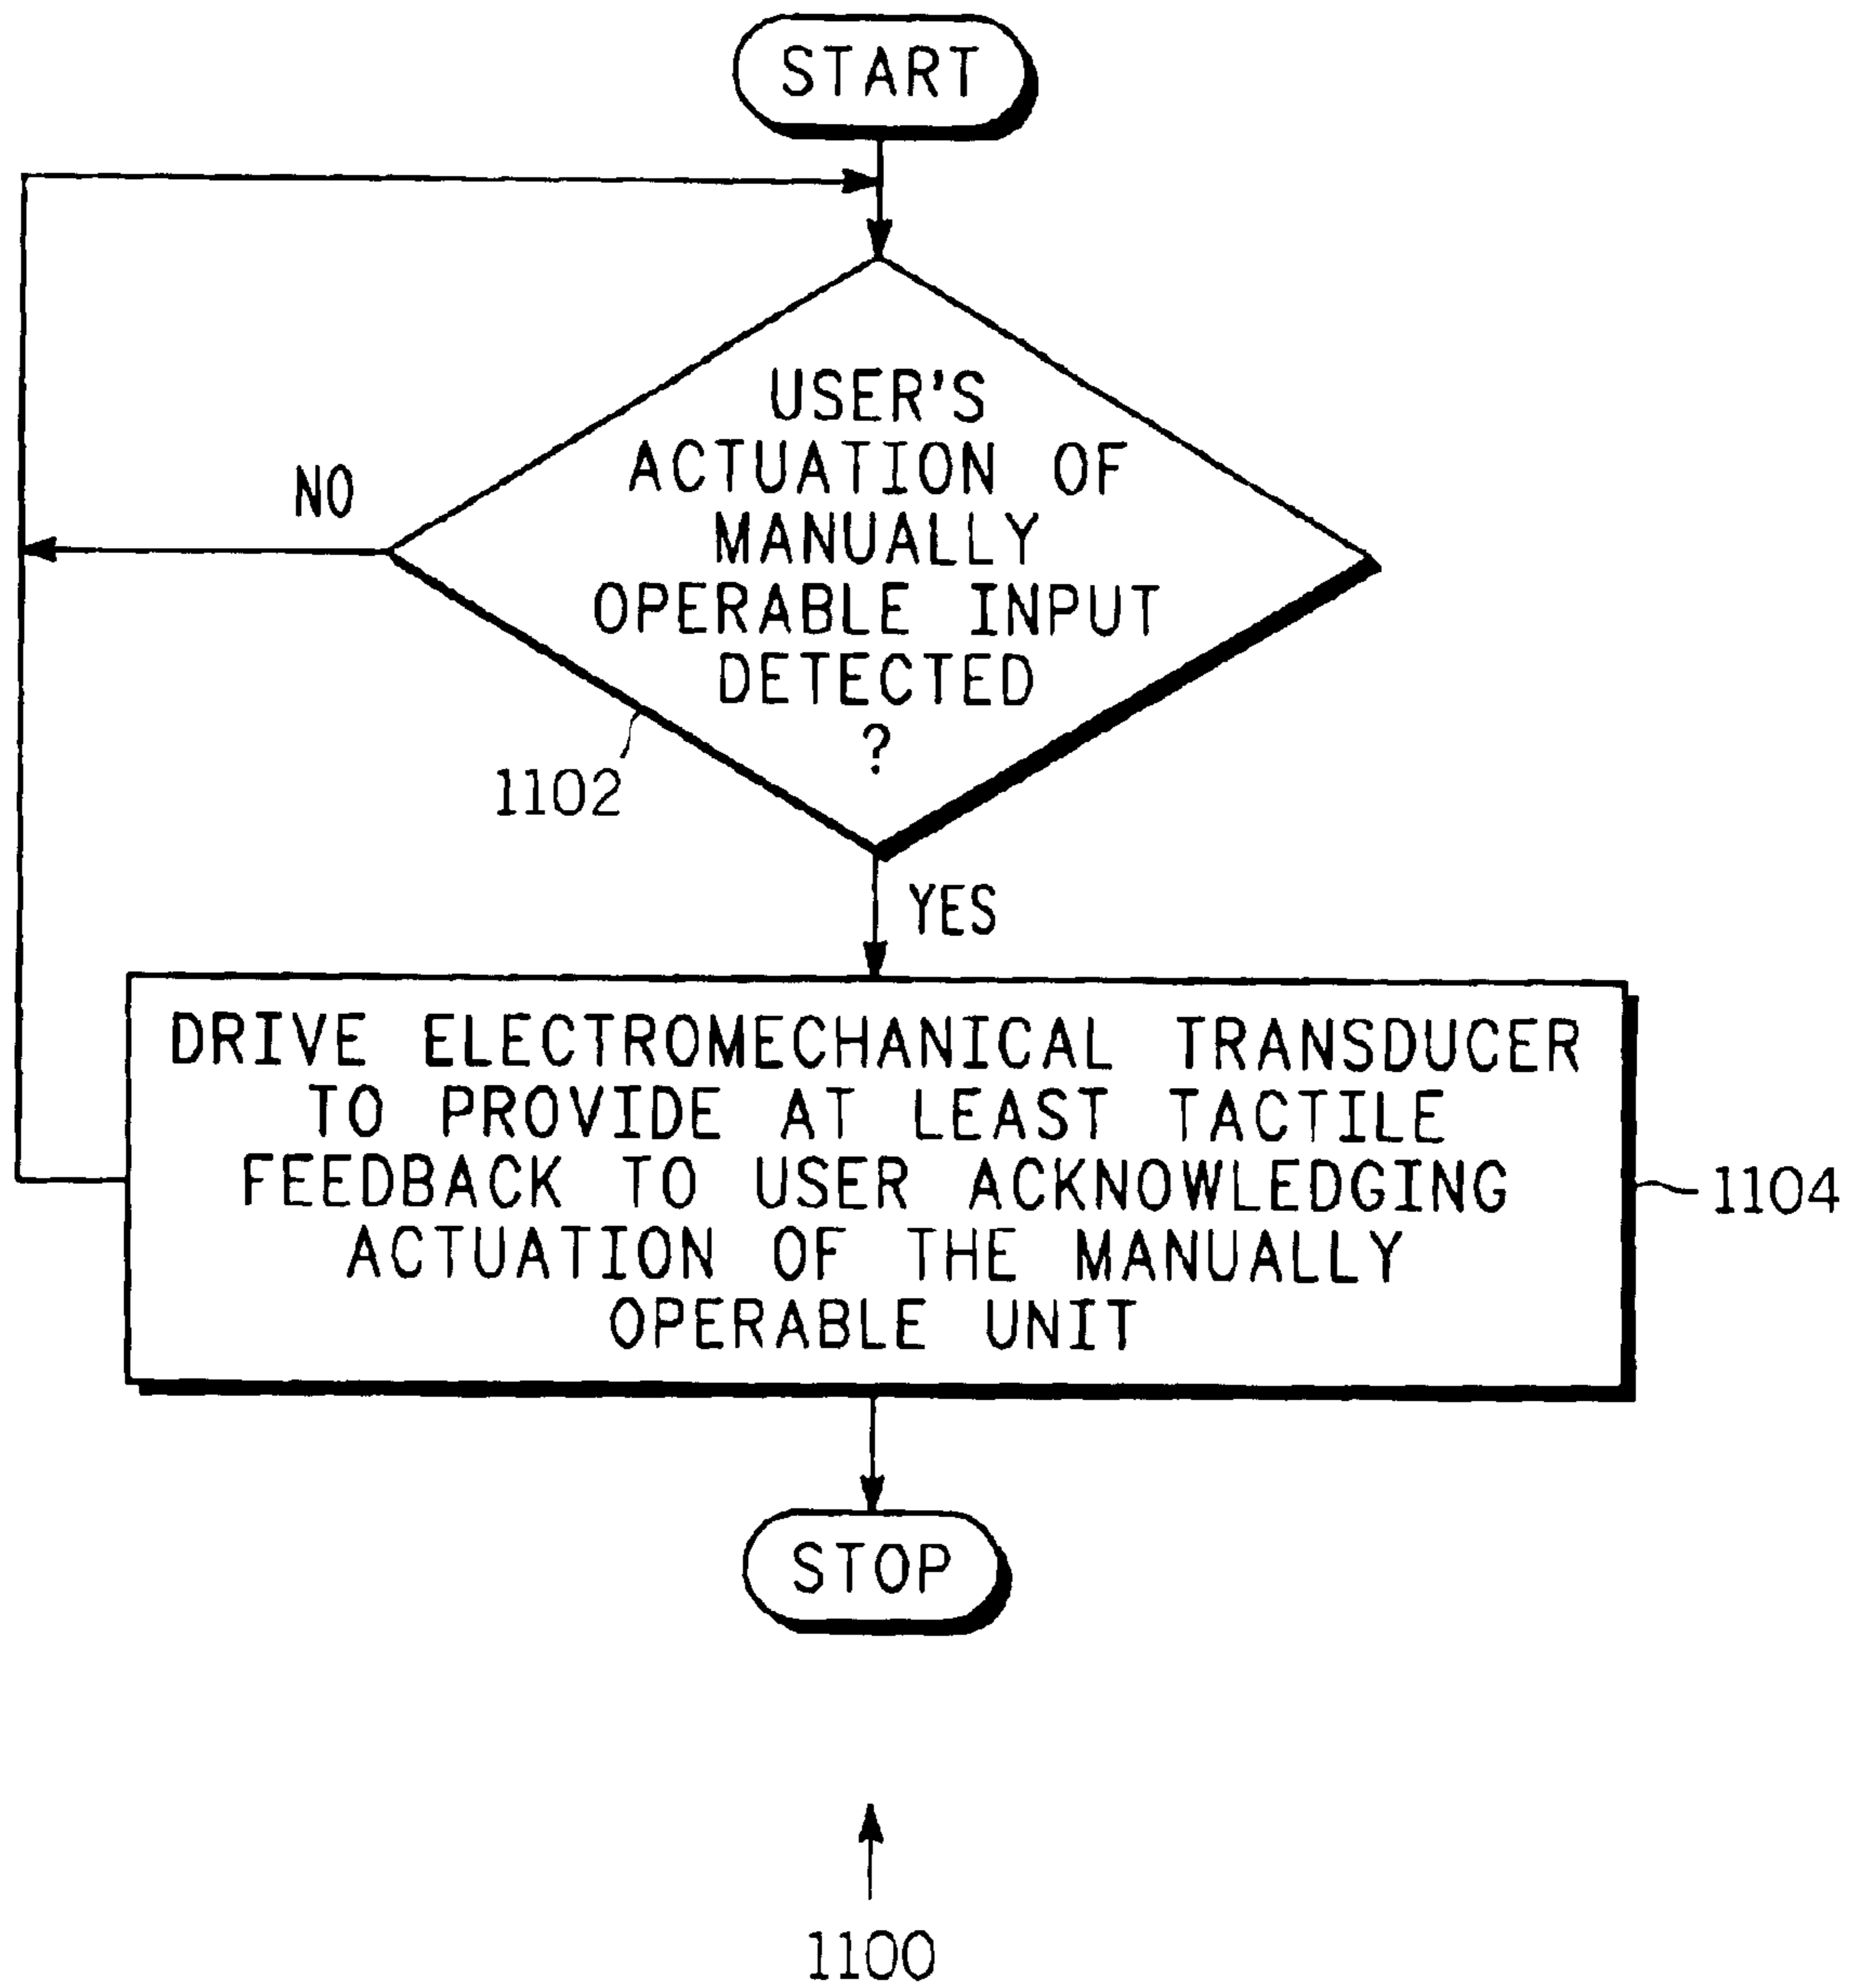 START
USER'S
ACTUATION OF
MANUALLY
OPERABLE INPUT
DETECTED
?
NO
1102
YES
DRIVE ELECTROMECHANICAL TRANSDUCER
TO PROVIDE AT LEAST TACTILE
FEEDBACK TO USER ACKNOWLEDGING
ACTUATION OF THE MANUALLY
OPERABLE UNIT
1104
STOP
1100